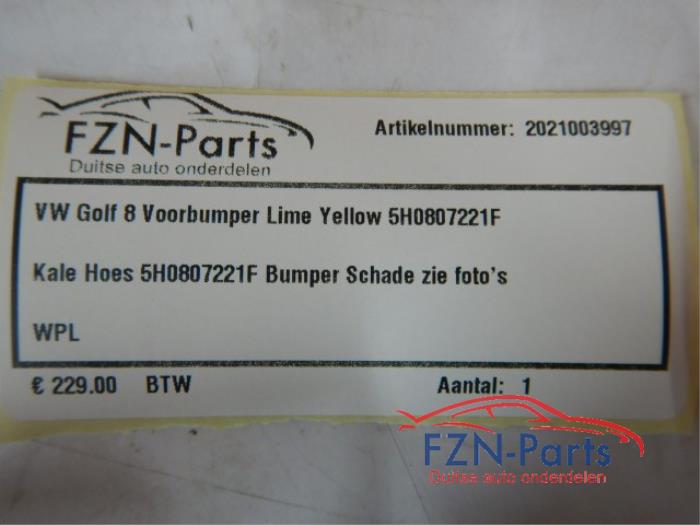 FZN-Parts
Duitse auto onderdelen
Artikelnummer: 2021003997
VW Golf 8 Voorbumper Lime Yellow 5H0807221F
Kale Hoes 5H0807221F Bumper Schade zie foto's
WPL
€ 229.00 BTW Aantal: 1
FZN-Parts
Duitse auto onderdelen